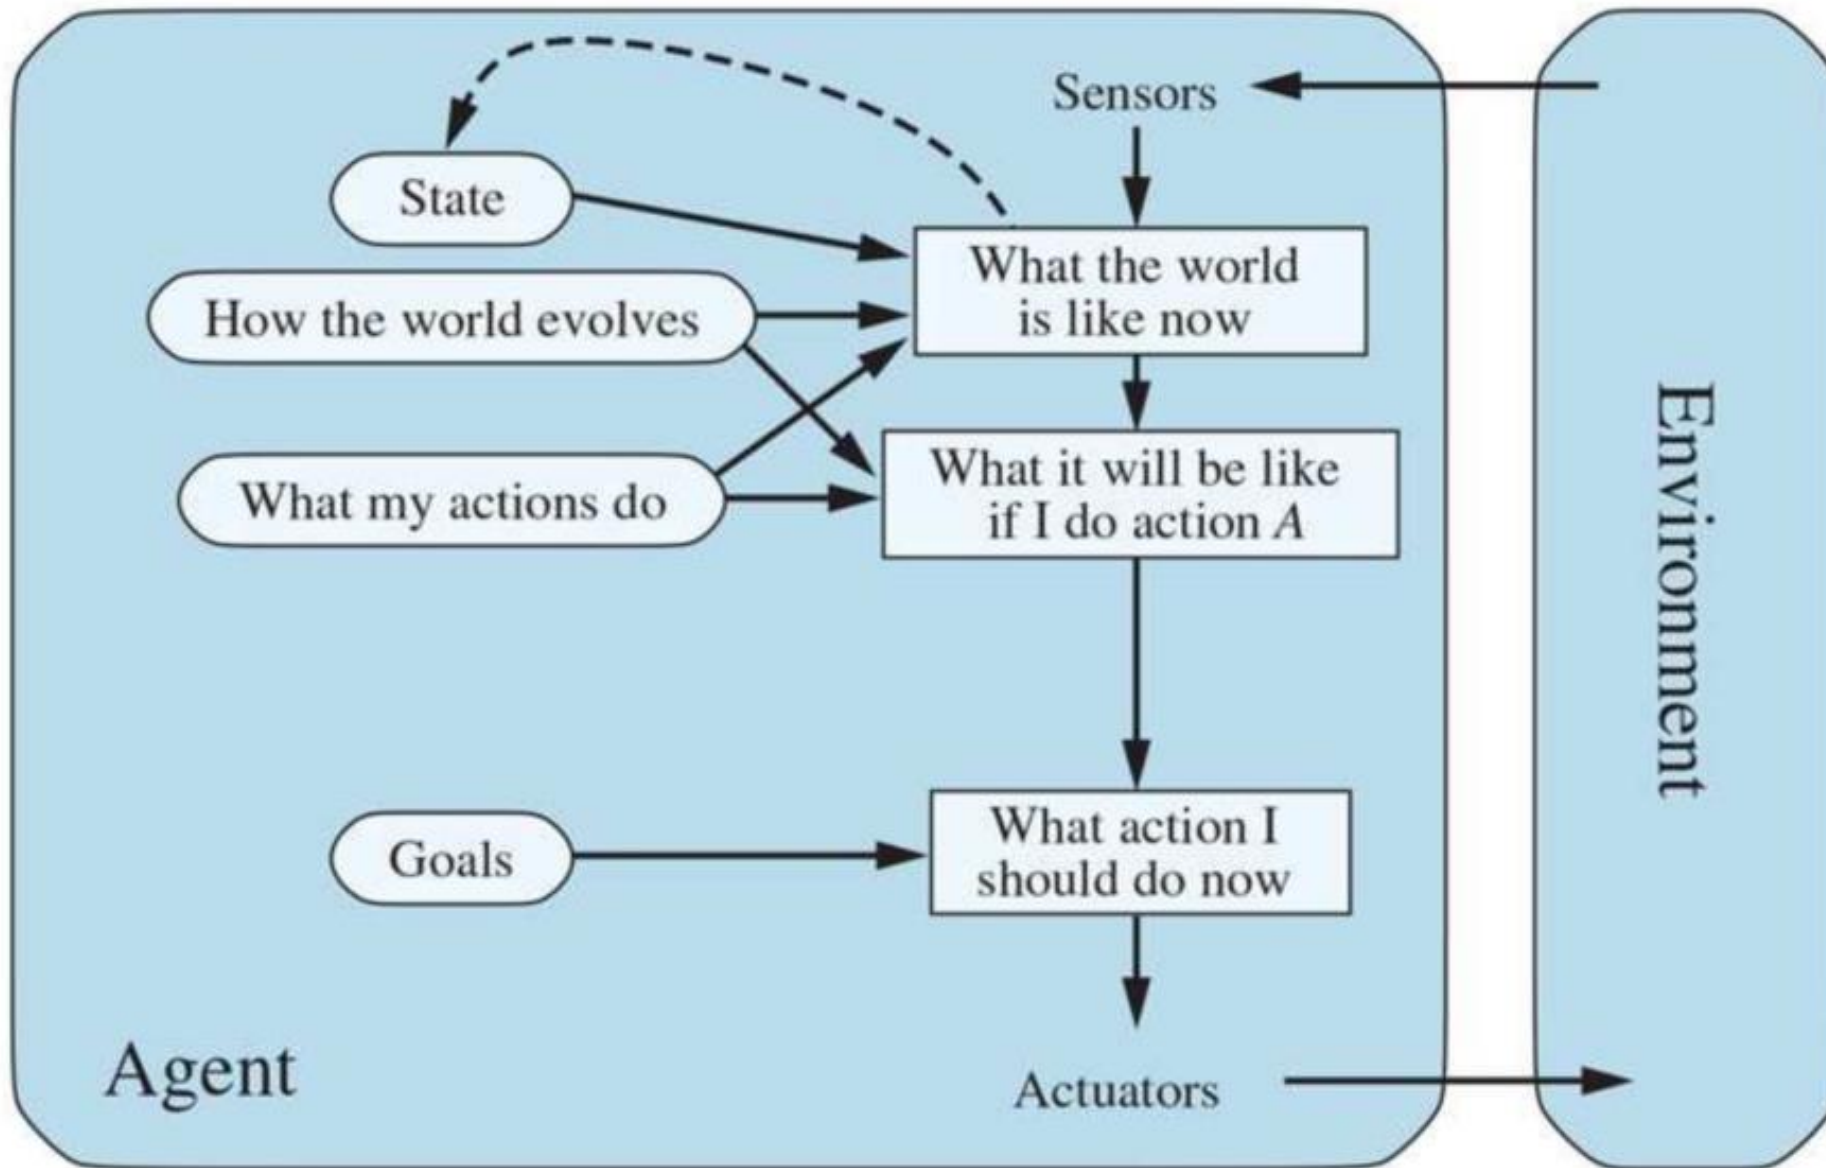 Sensors
State
What the world
is like now
How the world evolves
What my actions do
What it will be like
if I do action A
Goals
What action I
should do now
Agent
Actuators
Environment